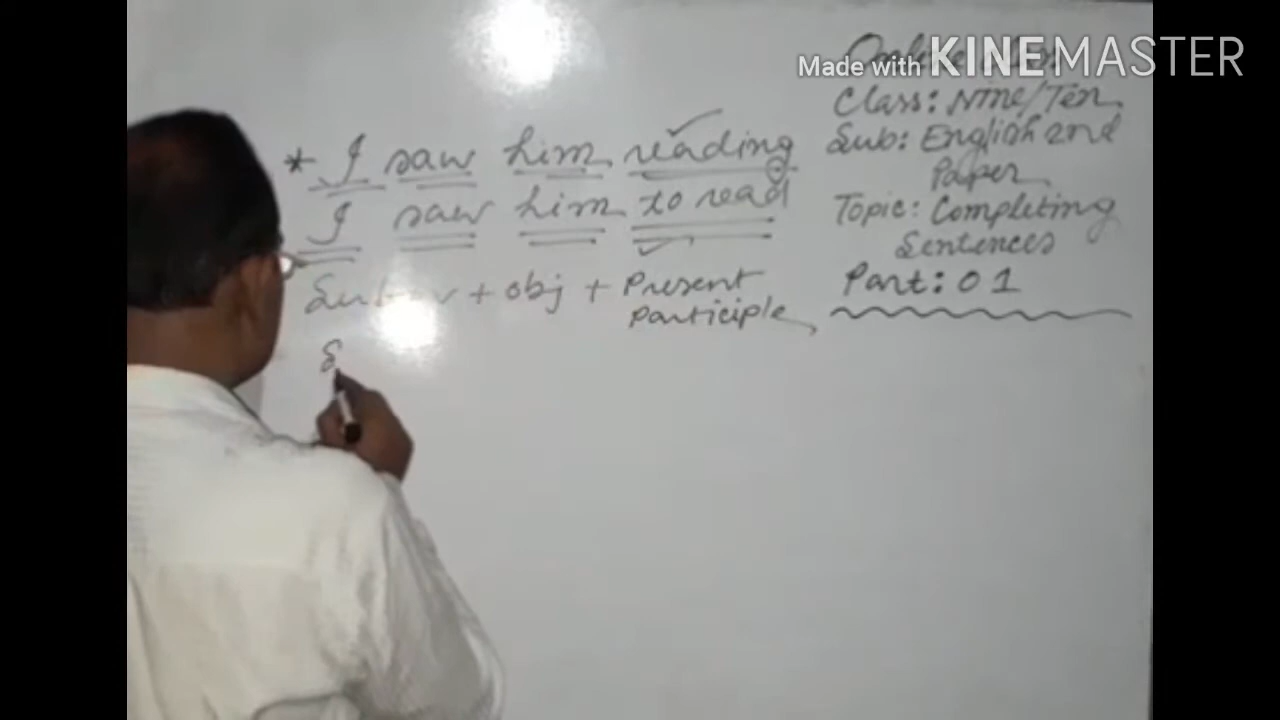 Made with KINEMASTER
Class: Nine/Ten
Sub: English 2nd
Paper
Topic: Completing
Sentences
Part: 01
* I saw him reading
I saw him to read
+ obj + Present
Participle
S